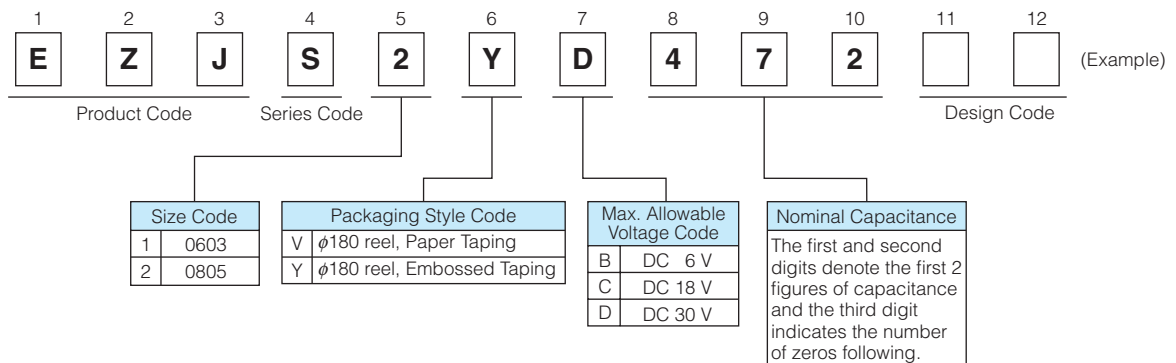 1 2 3 4 5 6 7 8 9 10 11 12
E Z J S 2 Y D 4 7 2 (Example)
Product Code Series Code Design Code
Size Code
1 0603
2 0805
Packaging Style Code
V ϕ180 reel, Paper Taping
Y ϕ180 reel, Embossed Taping
Max. Allowable
Voltage Code
B DC 6 V
C DC 18 V
D DC 30 V
Nominal Capacitance
The first and second
digits denote the first 2
figures of capacitance
and the third digit
indicates the number
of zeros following.